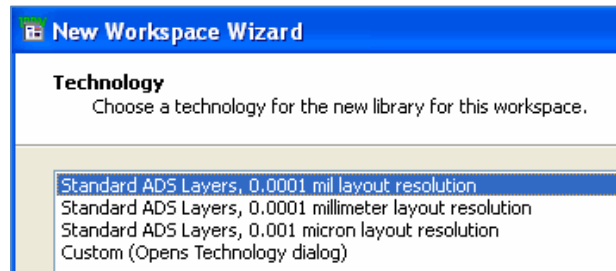 New Workspace Wizard
Technology
Choose a technology for the new library for this workspace.
Standard ADS Layers, 0.0001 mil layout resolution
Standard ADS Layers, 0.0001 millimeter layout resolution
Standard ADS Layers, 0.001 micron layout resolution
Custom (Opens Technology dialog)